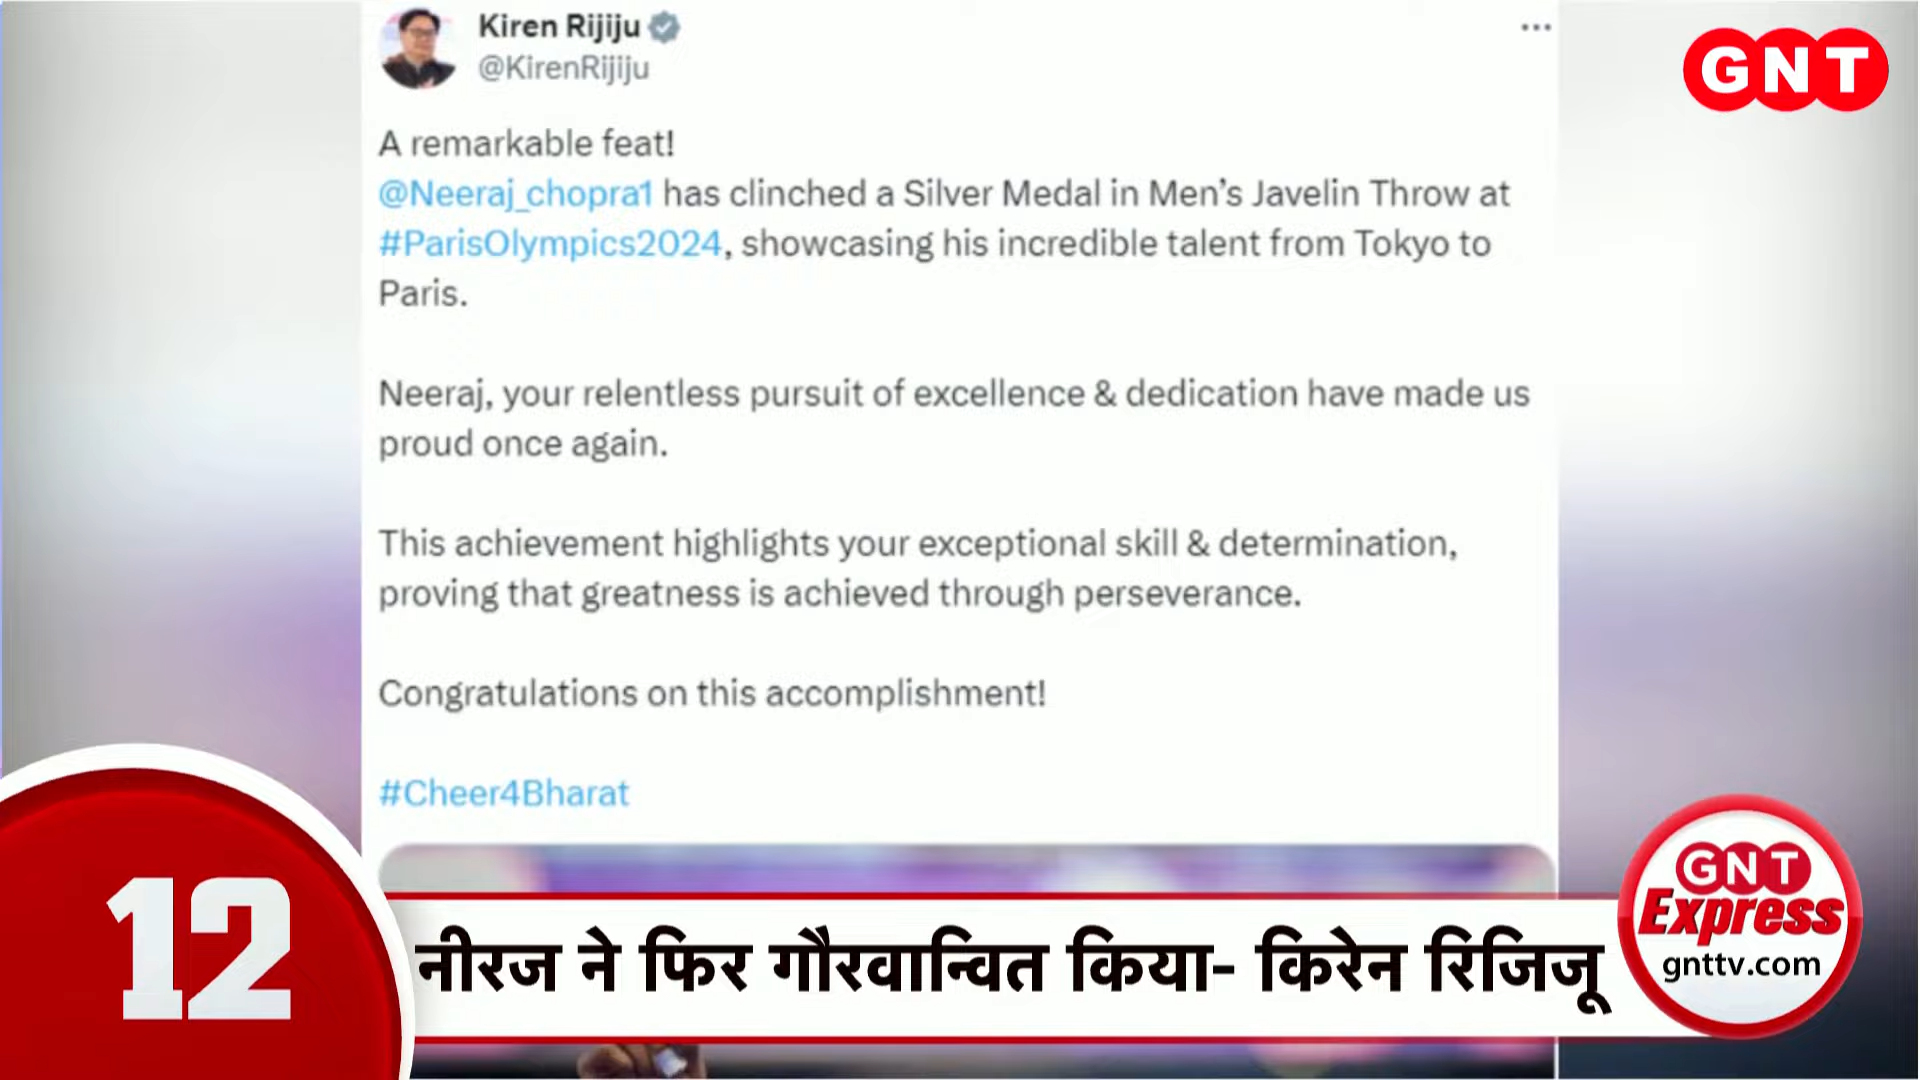 Kiren Rijiju
@KirenRijiju
...
GNT
A remarkable feat!
@Neeraj_chopra1 has clinched a Silver Medal in Men’s Javelin Throw at
#ParisOlympics2024, showcasing his incredible talent from Tokyo to
Paris.
Neeraj, your relentless pursuit of excellence & dedication have made us
proud once again.
This achievement highlights your exceptional skill & determination,
proving that greatness is achieved through perseverance.
Congratulations on this accomplishment!
#Cheer4Bharat
12
नीरज ने फिर गौरवान्वित किया- किरेन रिजिजू
GNT
Express
gnttv.com